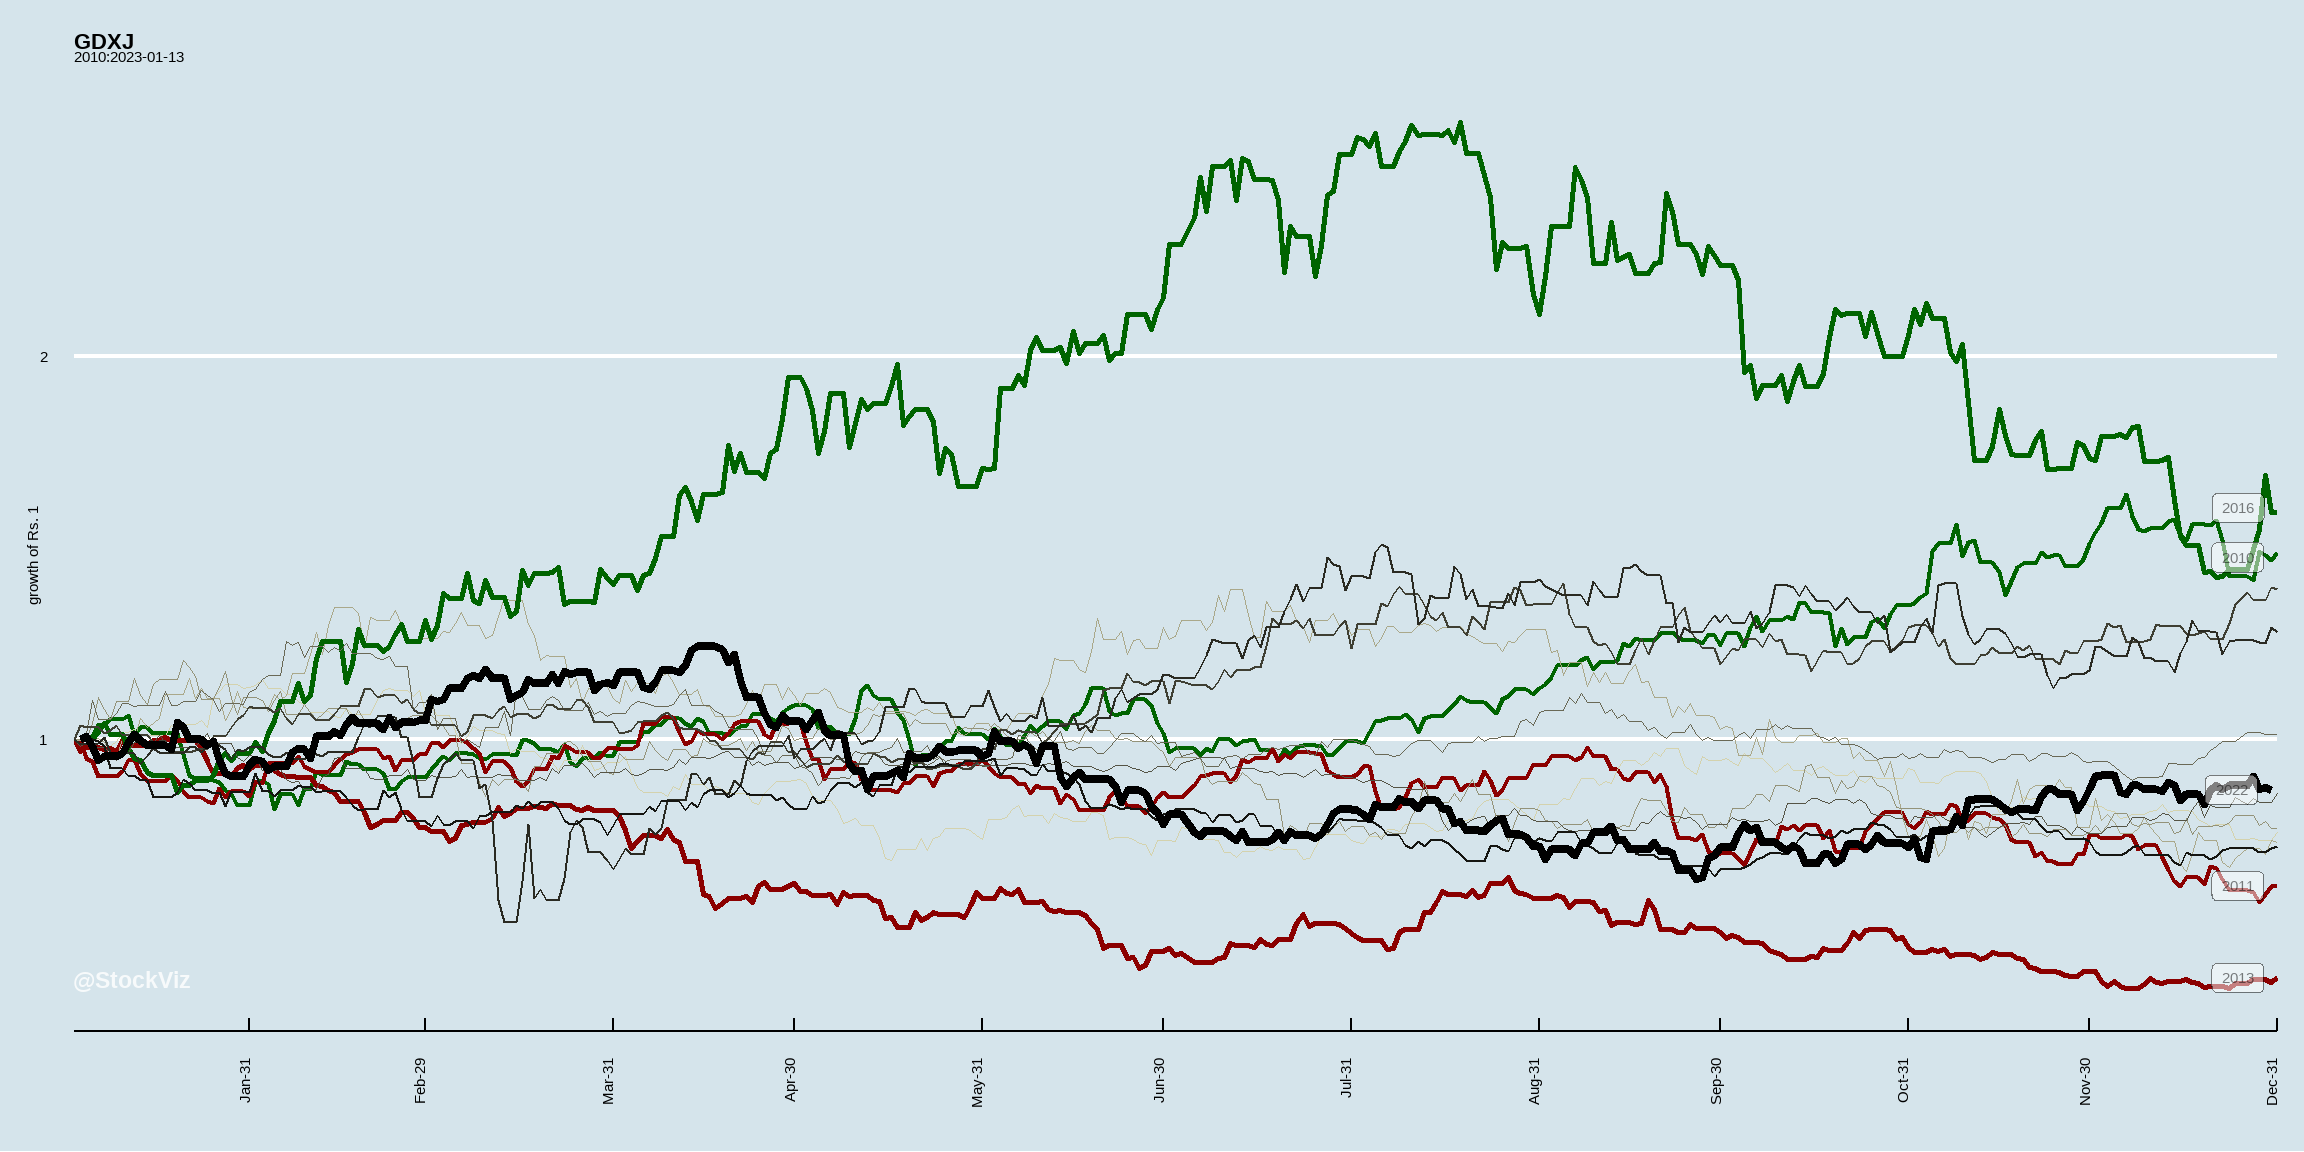 GDXJ
2010:2023-01-13
2
1
growth of Rs. 1
2016
2010
2022
2011
2013
@StockViz
Jan-31
Feb-29
Mar-31
Apr-30
May-31
Jun-30
Jul-31
Aug-31
Sep-30
Oct-31
Nov-30
Dec-31